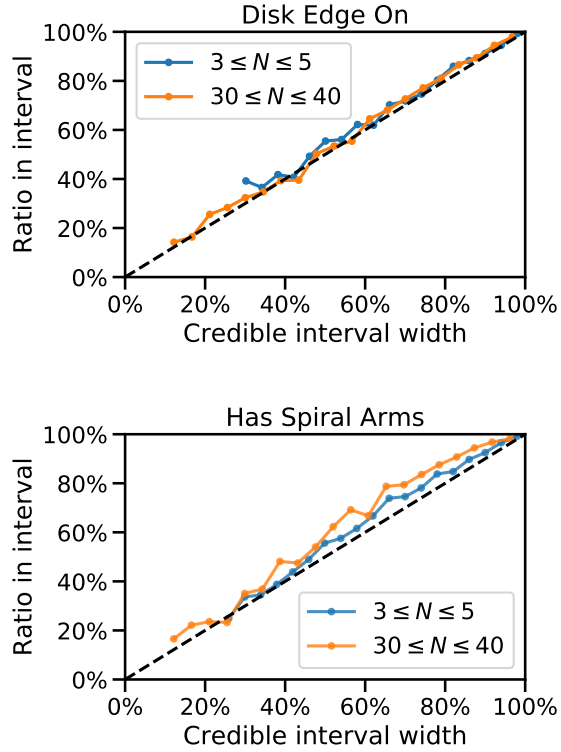 Disk Edge On
Ratio in interval
100%
80%
60%
40%
20%
0%
3 ≤ N ≤ 5
30 ≤ N ≤ 40
0% 20% 40% 60% 80% 100%
Credible interval width
Has Spiral Arms
Ratio in interval
100%
80%
60%
40%
20%
0%
3 ≤ N ≤ 5
30 ≤ N ≤ 40
0% 20% 40% 60% 80% 100%
Credible interval width